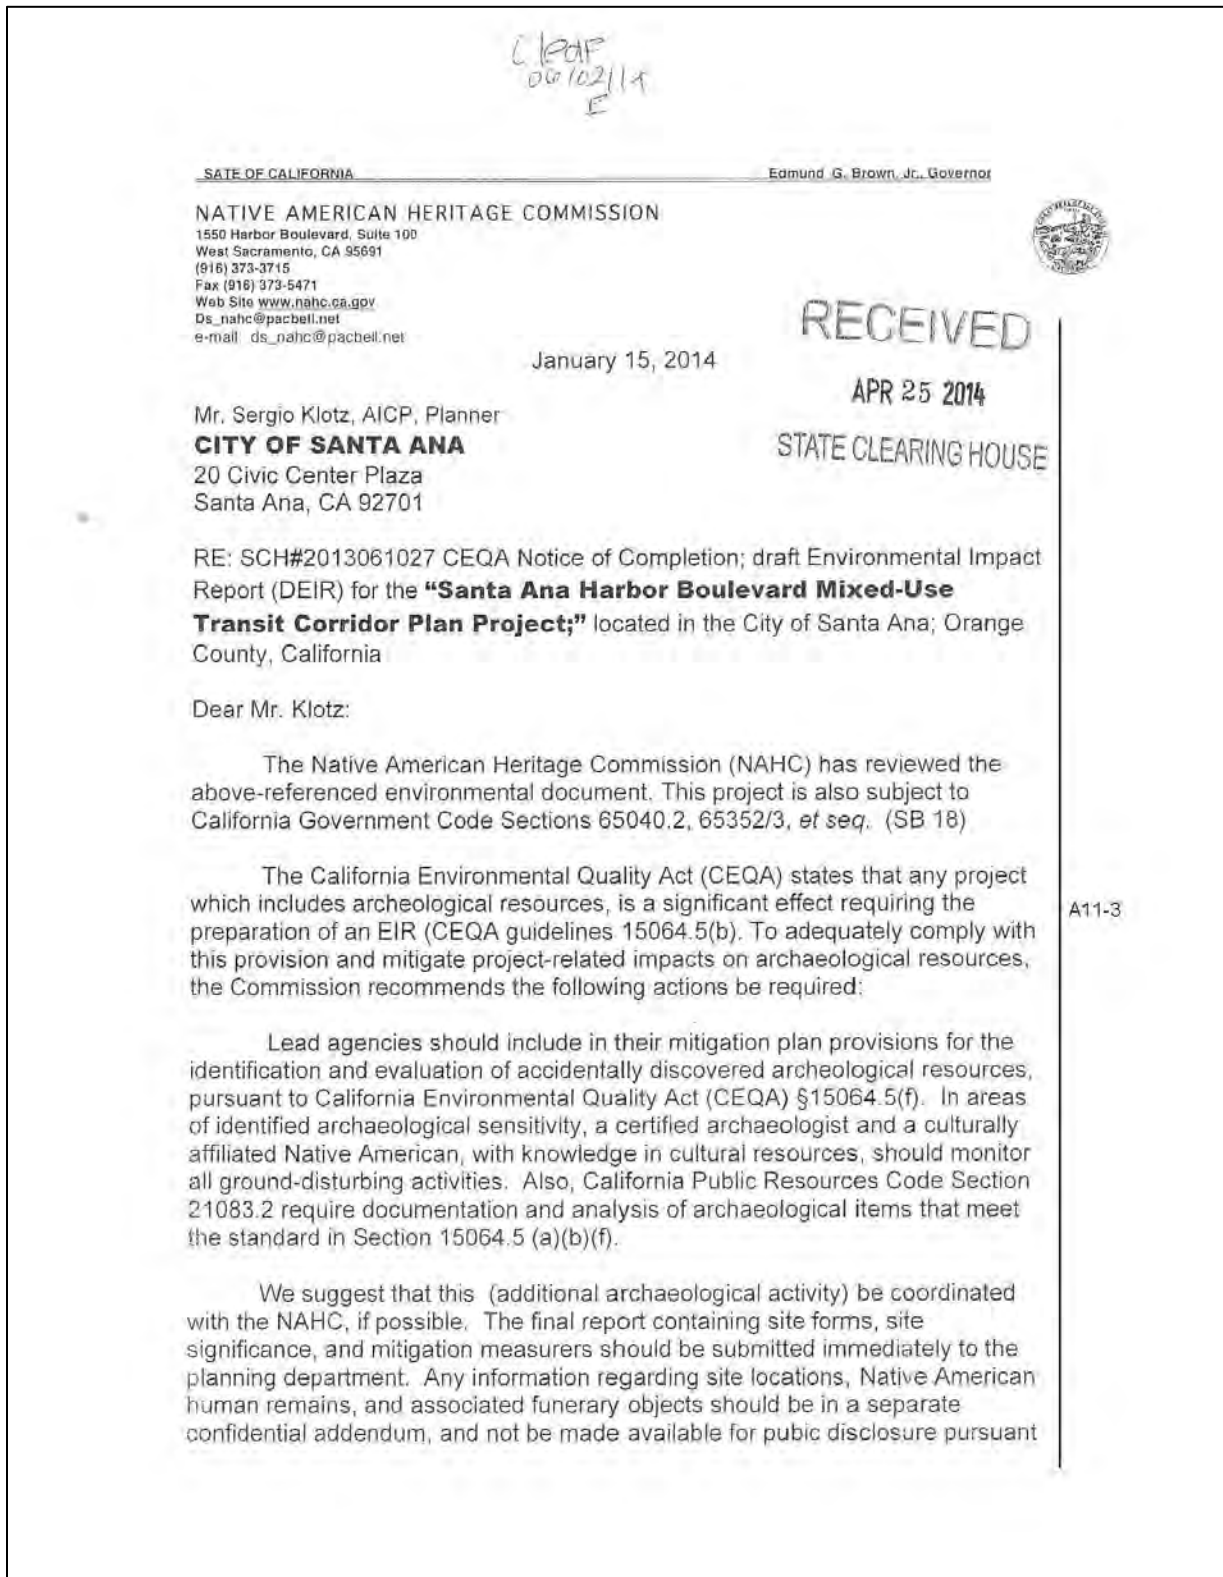 Clear
SATE OF CALIFORNIA Edmund G. Brown, Jr., Governor
NATIVE AMERICAN HERITAGE COMMISSION
1550 Harbor Boulevard, Suite 100
West Sacramento, CA 95691
(916) 373-3715
Fax (916) 373-5471
Web Site www.nahc.ca.gov
Ds_nahc@pacbell.net
e-mail ds_nahc@pacbell.net
RECEIVED
January 15, 2014
APR 25 2014
STATE CLEARING HOUSE
Mr. Sergio Klotz, AICP, Planner
CITY OF SANTA ANA
20 Civic Center Plaza
Santa Ana, CA 92701
RE: SCH#2013061027 CEQA Notice of Completion; draft Environmental Impact
Report (DEIR) for the “Santa Ana Harbor Boulevard Mixed-Use
Transit Corridor Plan Project;” located in the City of Santa Ana; Orange
County, California
Dear Mr. Klotz:
The Native American Heritage Commission (NAHC) has reviewed the
above-referenced environmental document. This project is also subject to
California Government Code Sections 65040.2, 65352/3, et seq. (SB 18)
The California Environmental Quality Act (CEQA) states that any project
which includes archeological resources, is a significant effect requiring the
preparation of an EIR (CEQA guidelines 15064.5(b). To adequately comply with
this provision and mitigate project-related impacts on archaeological resources,
the Commission recommends the following actions be required:
A11-3
Lead agencies should include in their mitigation plan provisions for the
identification and evaluation of accidentally discovered archeological resources,
pursuant to California Environmental Quality Act (CEQA) §15064.5(f). In areas
of identified archaeological sensitivity, a certified archaeologist and a culturally
affiliated Native American, with knowledge in cultural resources, should monitor
all ground-disturbing activities. Also, California Public Resources Code Section
21083.2 require documentation and analysis of archaeological items that meet
the standard in Section 15064.5 (a)(b)(f).
We suggest that this (additional archaeological activity) be coordinated
with the NAHC, if possible. The final report containing site forms, site
significance, and mitigation measurers should be submitted immediately to the
planning department. Any information regarding site locations, Native American
human remains, and associated funerary objects should be in a separate
confidential addendum, and not be made available for pubic disclosure pursuant